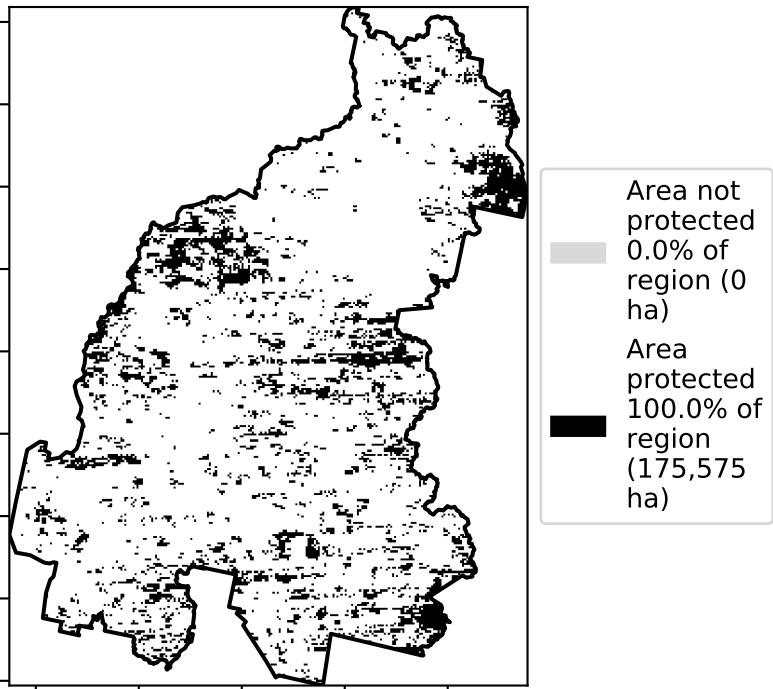 Area not
protected
0.0% of
region (0
ha)
Area
protected
100.0% of
region
(175,575
ha)